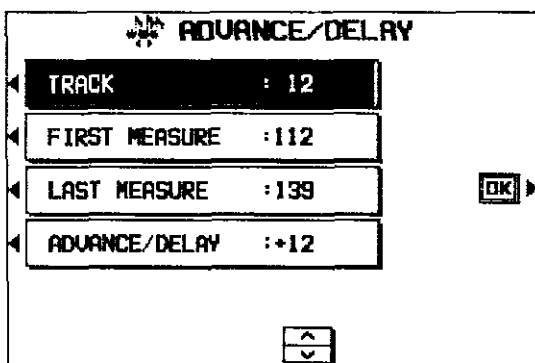 ADVANCE/DELAY
TRACK : 12
FIRST MEASURE :112
LAST MEASURE :139
OK
ADVANCE/DELAY :+12